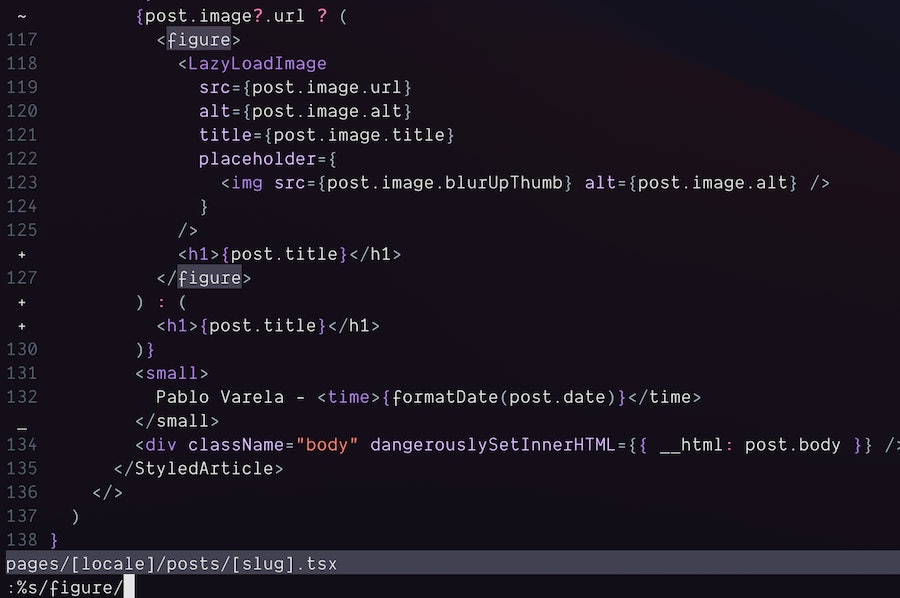 ~ {post.image?.url ? (
117 <figure>
118 <LazyLoadImage
119 src={post.image.url}
120 alt={post.image.alt}
121 title={post.image.title}
122 placeholder={
123 <img src={post.image.blurUpThumb} alt={post.image.alt} />
124 }
125 />
+ <h1>{post.title}</h1>
127 </figure>
+ ) : (
+ <h1>{post.title}</h1>
130 )}
131 <small>
132 Pablo Varela - <time>{formatDate(post.date)}</time>
_ </small>
134 <div className="body" dangerouslySetInnerHTML={{ __html: post.body }} />
135 </StyledArticle>
136 </>
137 )
138 }
pages/[locale]/posts/[slug].tsx
:%s/figure/